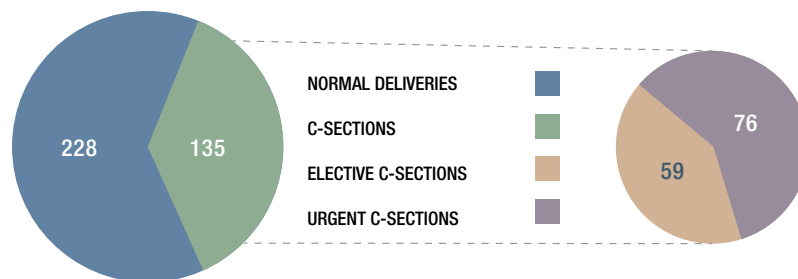 228
135
NORMAL DELIVERIES
C-SECTIONS
ELECTIVE C-SECTIONS
URGENT C-SECTIONS
76
59